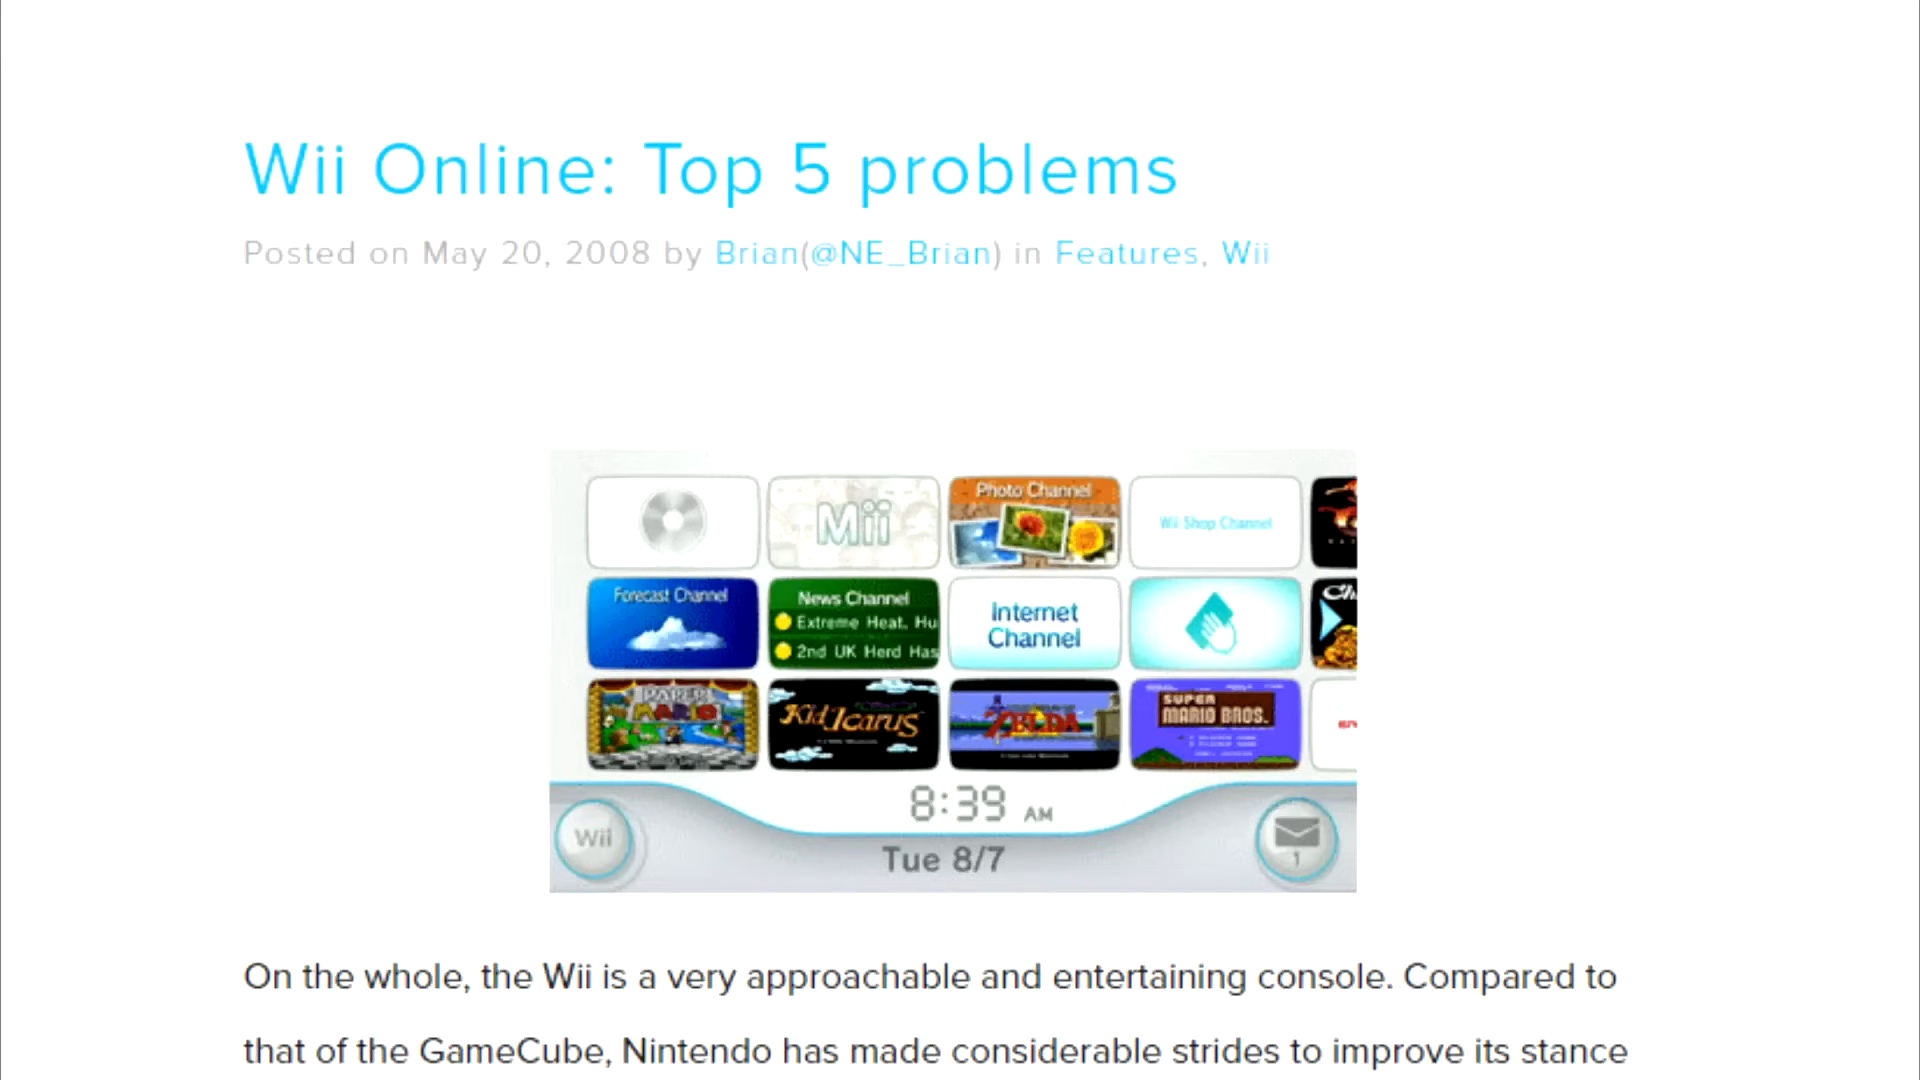 Wii Online: Top 5 problems
Posted on May 20, 2008 by Brian(@NE_Brian) in Features, Wii
Mii
Photo Channel
Wii Shop Channel
Forecast Channel
News Channel
Extreme Heat, Hu
2nd UK Herd Has
Internet
Channel
PAPER
MARIO
Kid Icarus
ZELDA
SUPER
MARIO BROS.
8:39 AM
Wii
Tue 8/7
1
On the whole, the Wii is a very approachable and entertaining console. Compared to
that of the GameCube, Nintendo has made considerable strides to improve its stance